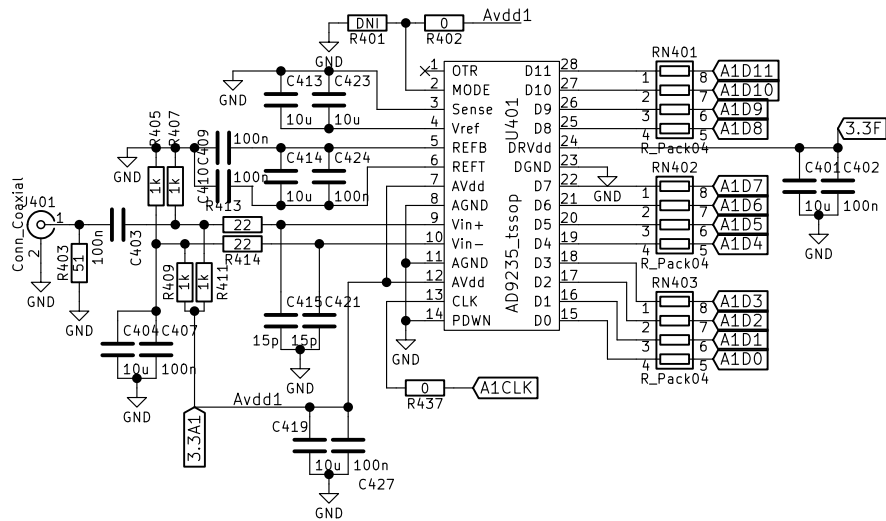 DNI
R401
0
R402
Avdd1
GND
C413
C423
10u
10u
GND
R405
R407
C409
100n
1k
1k
C410
100n
C414
C424
10u
100n
GND
Conn_Coaxial
J401
1
2
GND
R403
51
GND
100n
C403
R413
22
22
R414
R409
1k
1k
R411
C415
C421
15p
15p
GND
C404
C407
10u
100n
GND
3.3A1
Avdd1
C419
10u
100n
C427
GND
0
R437
A1CLK
GND
U401
AD9235_tssop
1 OTR
2 MODE
3 Sense
4 Vref
5 REFB
6 REFT
7 AVdd
8 AGND
9 Vin+
10 Vin-
11 AGND
12 AVdd
13 CLK
14 PDWN
D11 28
D10 27
D9 26
D8 25
DRVdd 24
DGND 23
D7 22
D6 21
D5 20
D4 19
D3 18
D2 17
D1 16
D0 15
GND
RN401
1 8 A1D11
2 7 A1D10
3 6 A1D9
4 5 A1D8
R_Pack04
3.3F
C401
C402
10u
100n
GND
RN402
1 8 A1D7
2 7 A1D6
3 6 A1D5
4 5 A1D4
R_Pack04
RN403
1 8 A1D3
2 7 A1D2
3 6 A1D1
4 5 A1D0
R_Pack04